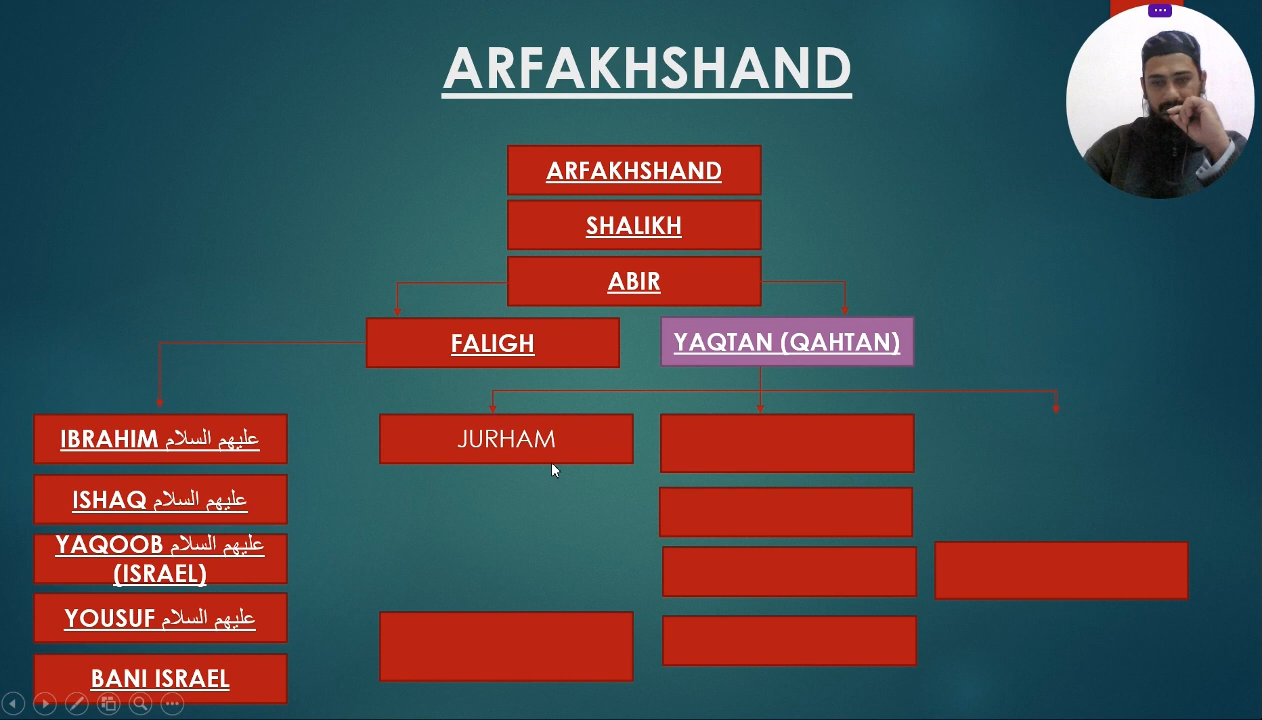 ARFAKHSHAND
ARFAKHSHAND
SHALIKH
ABIR
FALIGH
YAQTAN (QAHTAN)
IBRAHIM عليهم السلام
JURHAM
ISHAQ عليهم السلام
YAQOOB عليهم السلام
(ISRAEL)
YOUSUF عليهم السلام
BANI ISRAEL